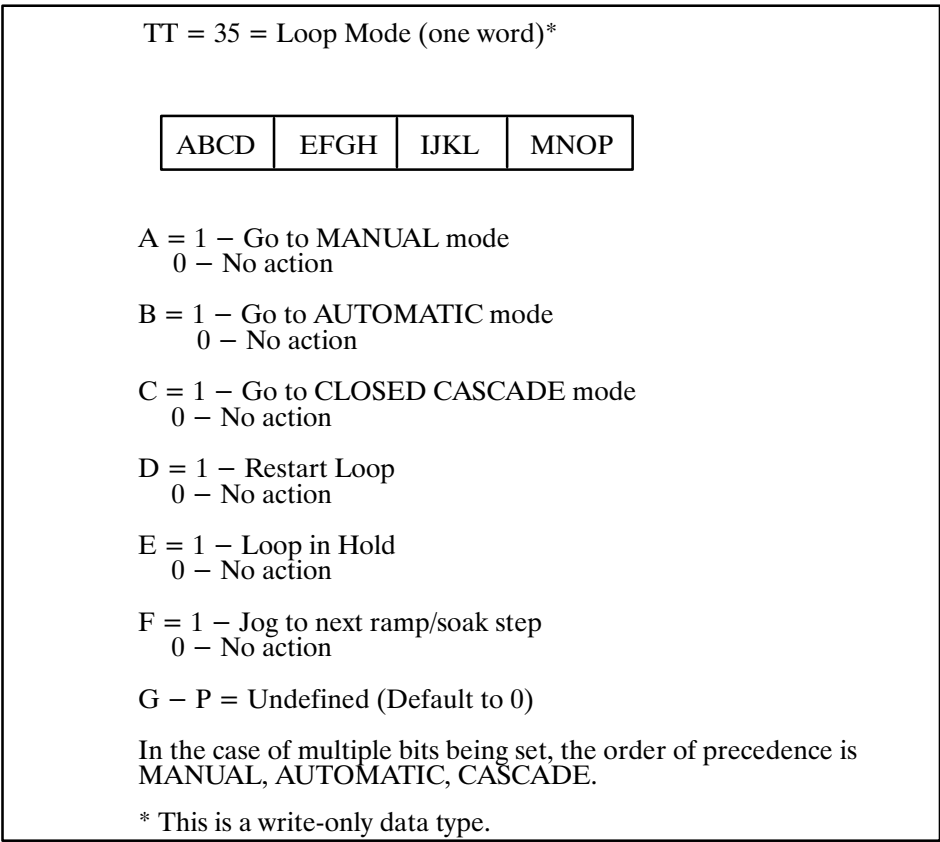 TT = 35 = Loop Mode (one word)*
ABCD EFGH IJKL MNOP
A = 1 − Go to MANUAL mode
0 − No action
B = 1 − Go to AUTOMATIC mode
0 − No action
C = 1 − Go to CLOSED CASCADE mode
0 − No action
D = 1 − Restart Loop
0 − No action
E = 1 − Loop in Hold
0 − No action
F = 1 − Jog to next ramp/soak step
0 − No action
G − P = Undefined (Default to 0)
In the case of multiple bits being set, the order of precedence is
MANUAL, AUTOMATIC, CASCADE.
* This is a write-only data type.